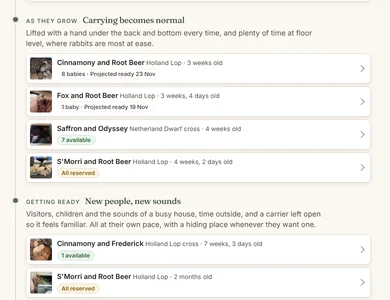 AS THEY GROW Carrying becomes normal
Lifted with a hand under the back and bottom every time, and plenty of time at floor
level, where rabbits are most at ease.
Cinnamony and Root Beer Holland Lop · 3 weeks old
8 babies · Projected ready 23 Nov
Fox and Root Beer Holland Lop · 3 weeks, 4 days old
1 baby · Projected ready 19 Nov
Saffron and Odyssey Netherland Dwarf cross · 4 weeks old
7 available
S'Morri and Root Beer Holland Lop · 4 weeks, 2 days old
All reserved
GETTING READY New people, new sounds
Visitors, children and the sounds of a busy house, time outside, and a carrier left open
so it feels familiar. All at their own pace, with a hiding place whenever they want one.
Cinnamony and Frederick Holland Lop cross · 7 weeks, 3 days old
1 available
S'Morri and Root Beer Holland Lop · 2 months old
All reserved